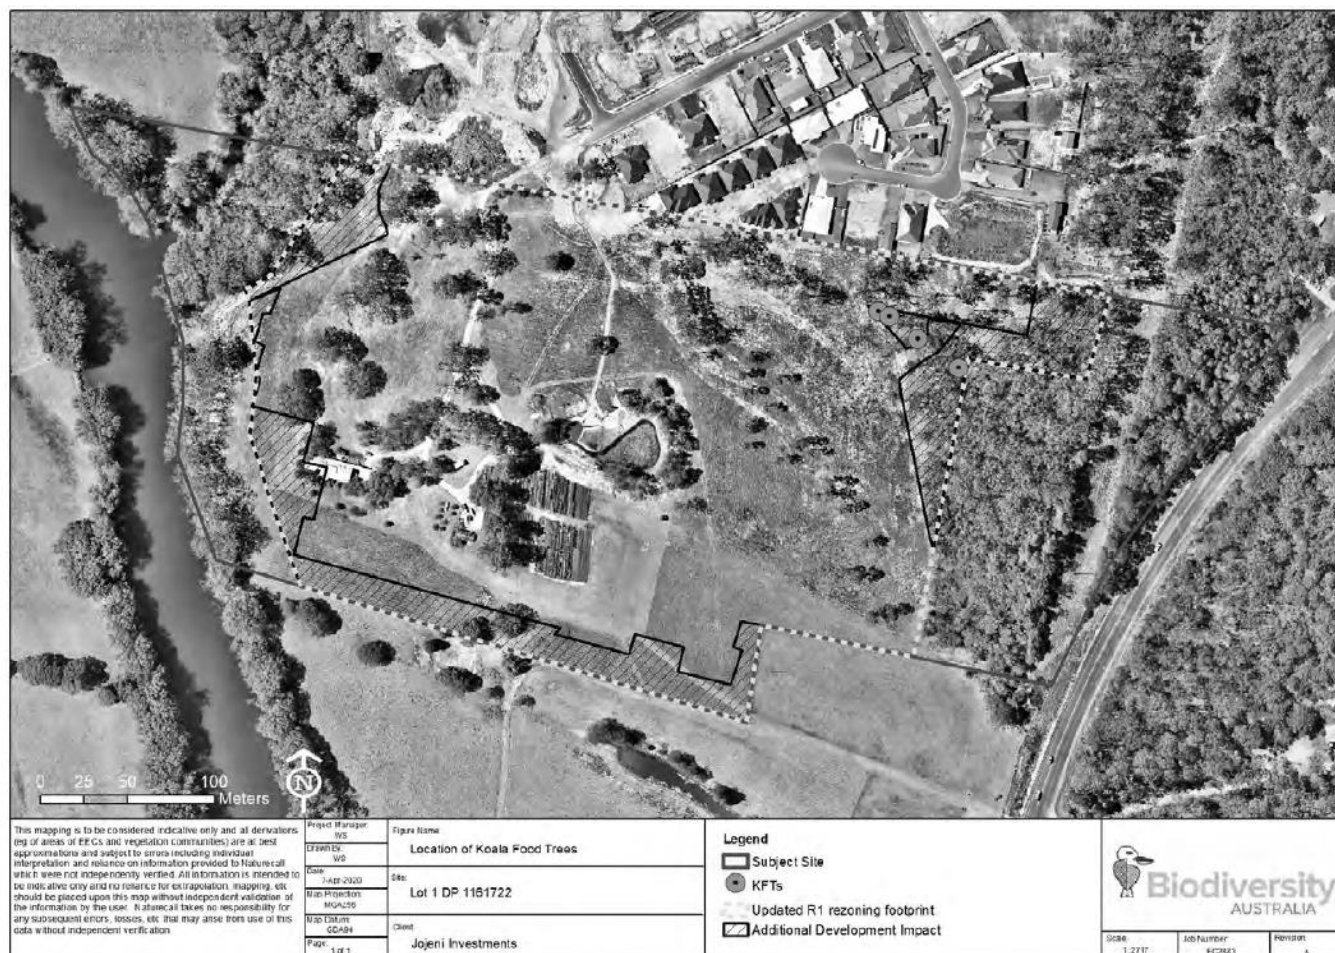 0 25 50 100
Meters
N
This mapping is to be considered indicative only and all derivations
(eg of areas of EECs and vegetation communities) are at best
approximations and subject to errors including individual
interpretation and reliance on information provided to Naturecall
which were not independently verified. All information is intended to
be indicative only and no reliance for extrapolation, mapping, etc
should be placed upon this map without independent validation of
the information by the user. Naturecall takes no responsibility for
any subsequent errors, losses, etc that may arise from use of this
data without independent verification
Project Manager:
WS
Drawn By:
Date:
7-Apr-2020
Map Projection:
MGAZ56
Map Datum:
GDA94
Page:
1 of 1
Figure Name:
Location of Koala Food Trees
Site:
Lot 1 DP 1161722
Client:
Jojeni Investments
Legend
Subject Site
KFTs
Updated R1 rezoning footprint
Additional Development Impact
Biodiversity
AUSTRALIA
Scale:
Job Number:
Revision: